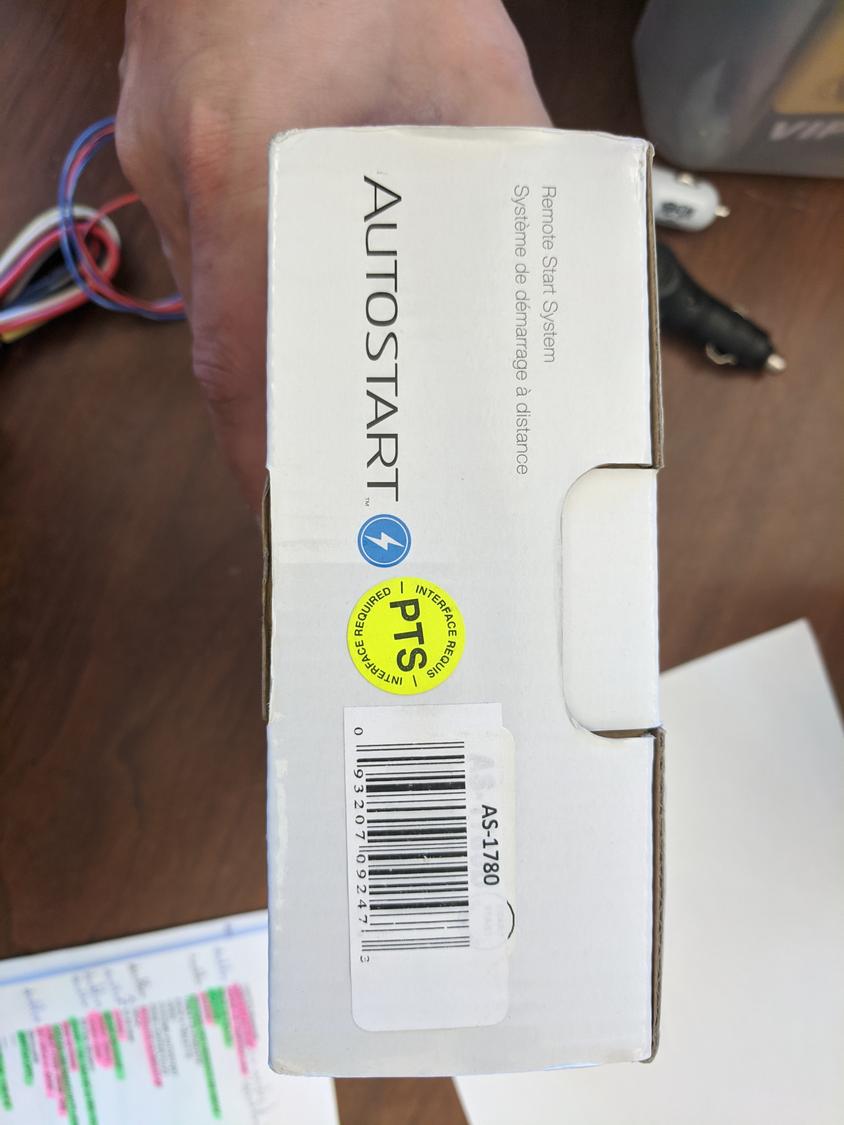 Remote Start System
Système de démarrage à distance
AUTOSTART™
INTERFACE REQUIS
PTS
INTERFACE REQUIRED
AS-1780
0 93207 09247 3
VIP